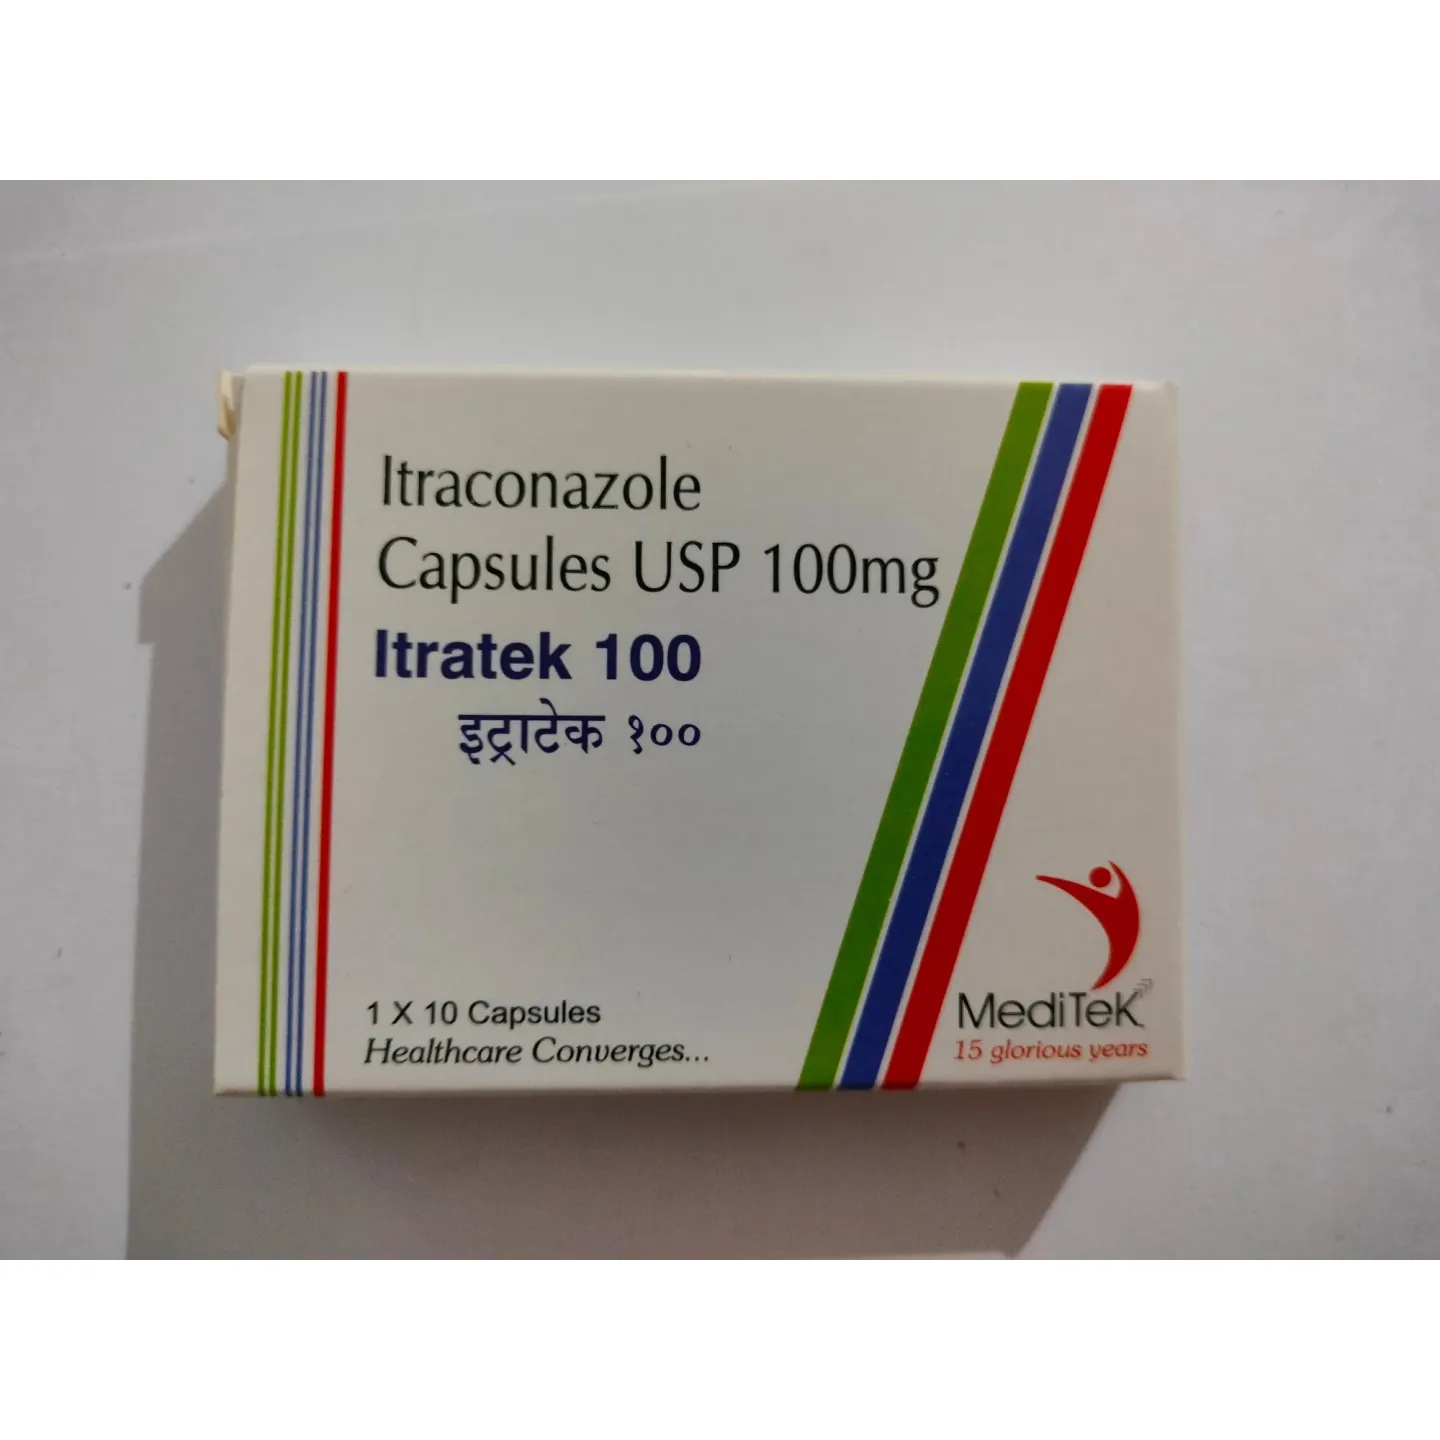 Itraconazole
Capsules USP 100mg
Itratek 100
इट्राटेक १००
1 X 10 Capsules
Healthcare Converges...
MediTeK
15 glorious years